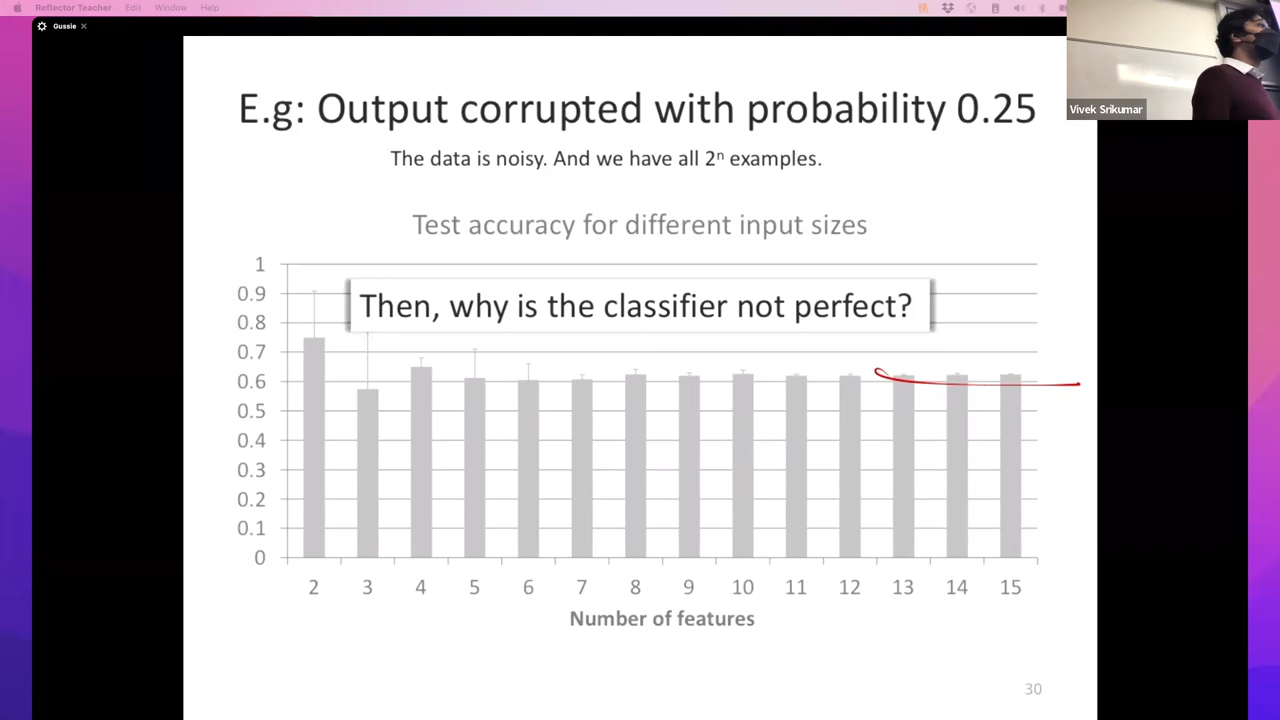 Reflector Teacher Edit Window Help
Gussie
Vivek Srikumar
E.g: Output corrupted with probability 0.25
The data is noisy. And we have all 2ⁿ examples.
Test accuracy for different input sizes
Then, why is the classifier not perfect?
1
0.9
0.8
0.7
0.6
0.5
0.4
0.3
0.2
0.1
0
2 3 4 5 6 7 8 9 10 11 12 13 14 15
Number of features
30